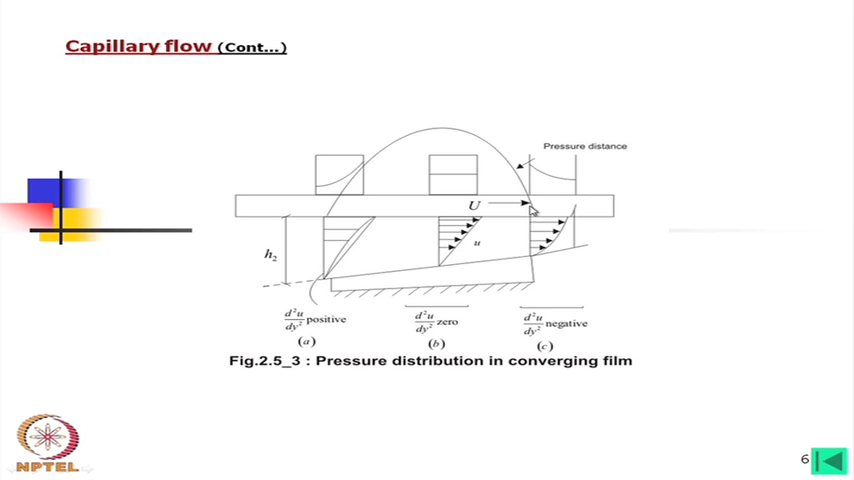 Capillary flow (Cont...)
Pressure distance
U
h₂
u
d²u/dy² positive
(a)
d²u/dy² zero
(b)
d²u/dy² negative
(c)
Fig.2.5_3 : Pressure distribution in converging film
NPTEL
6